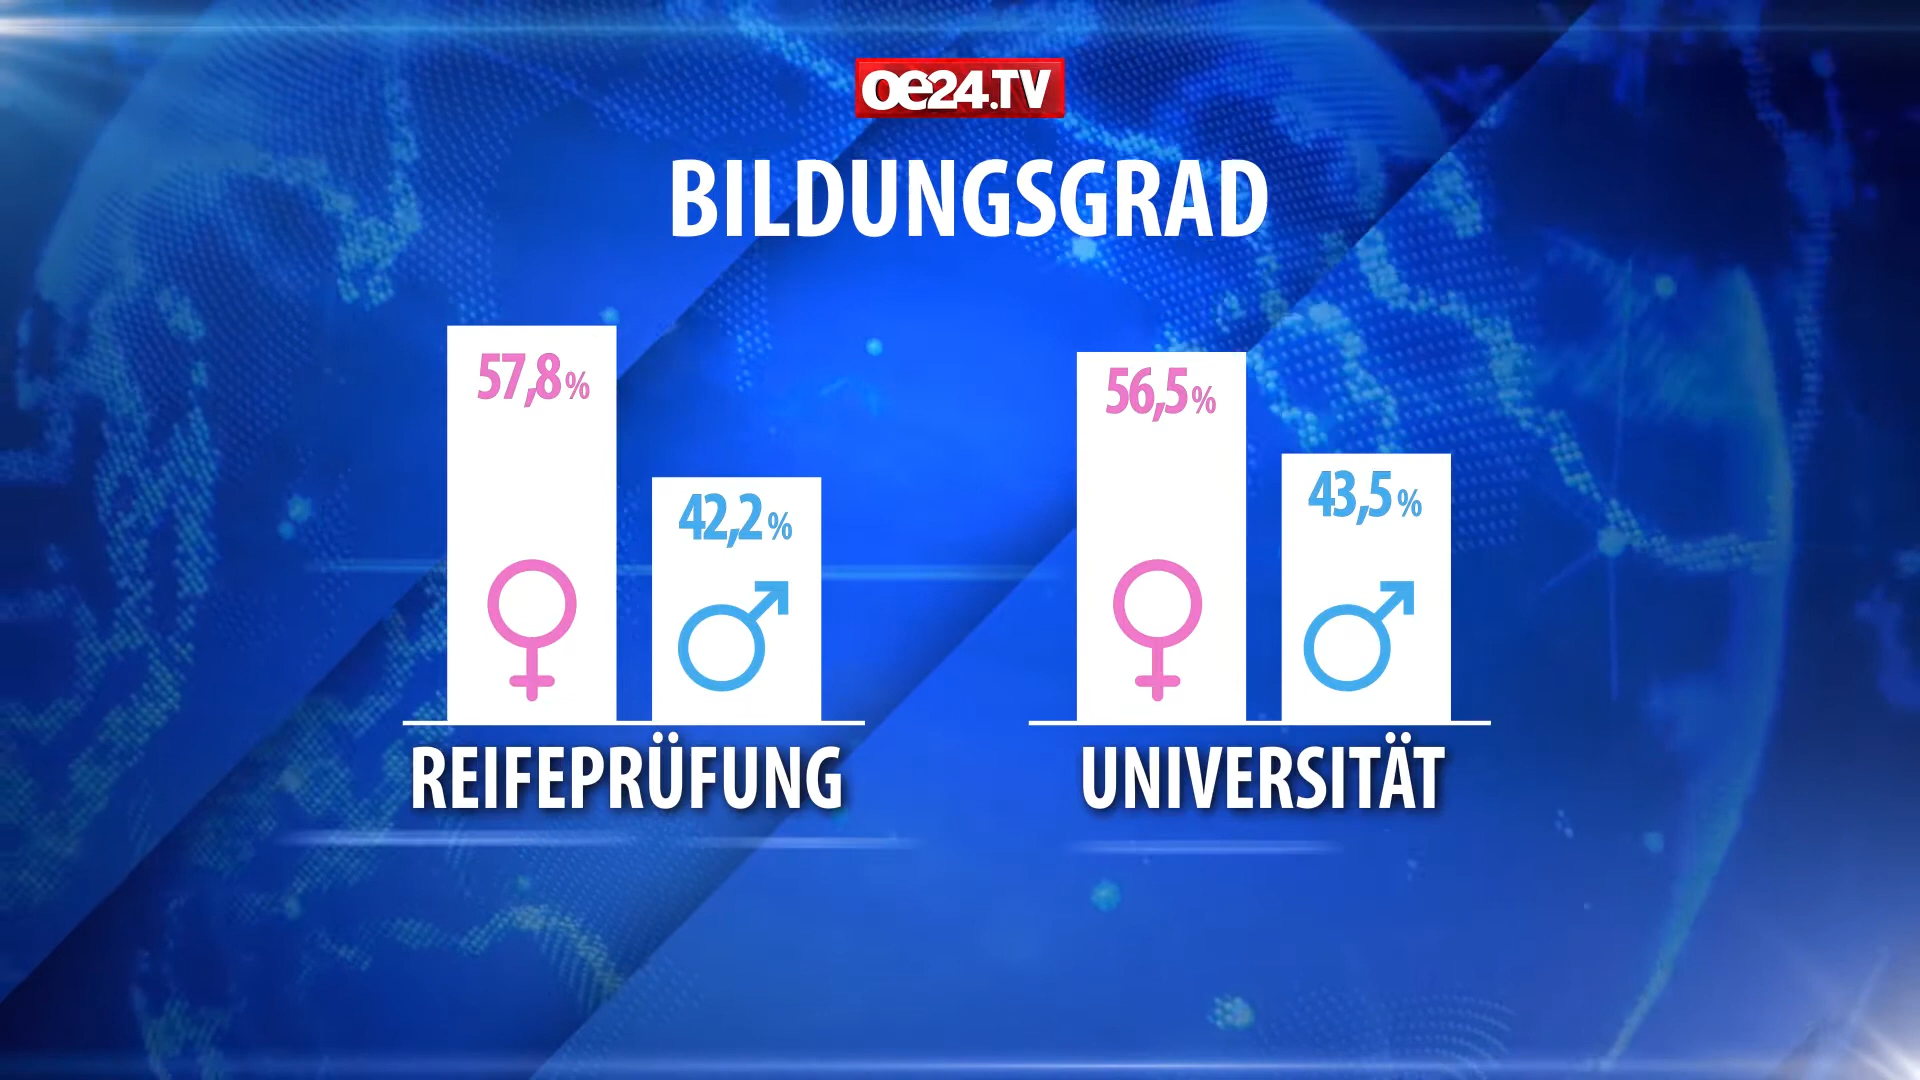 oe24.TV
BILDUNGSGRAD
57,8%
42,2%
56,5%
43,5%
REIFEPRÜFUNG
UNIVERSITÄT